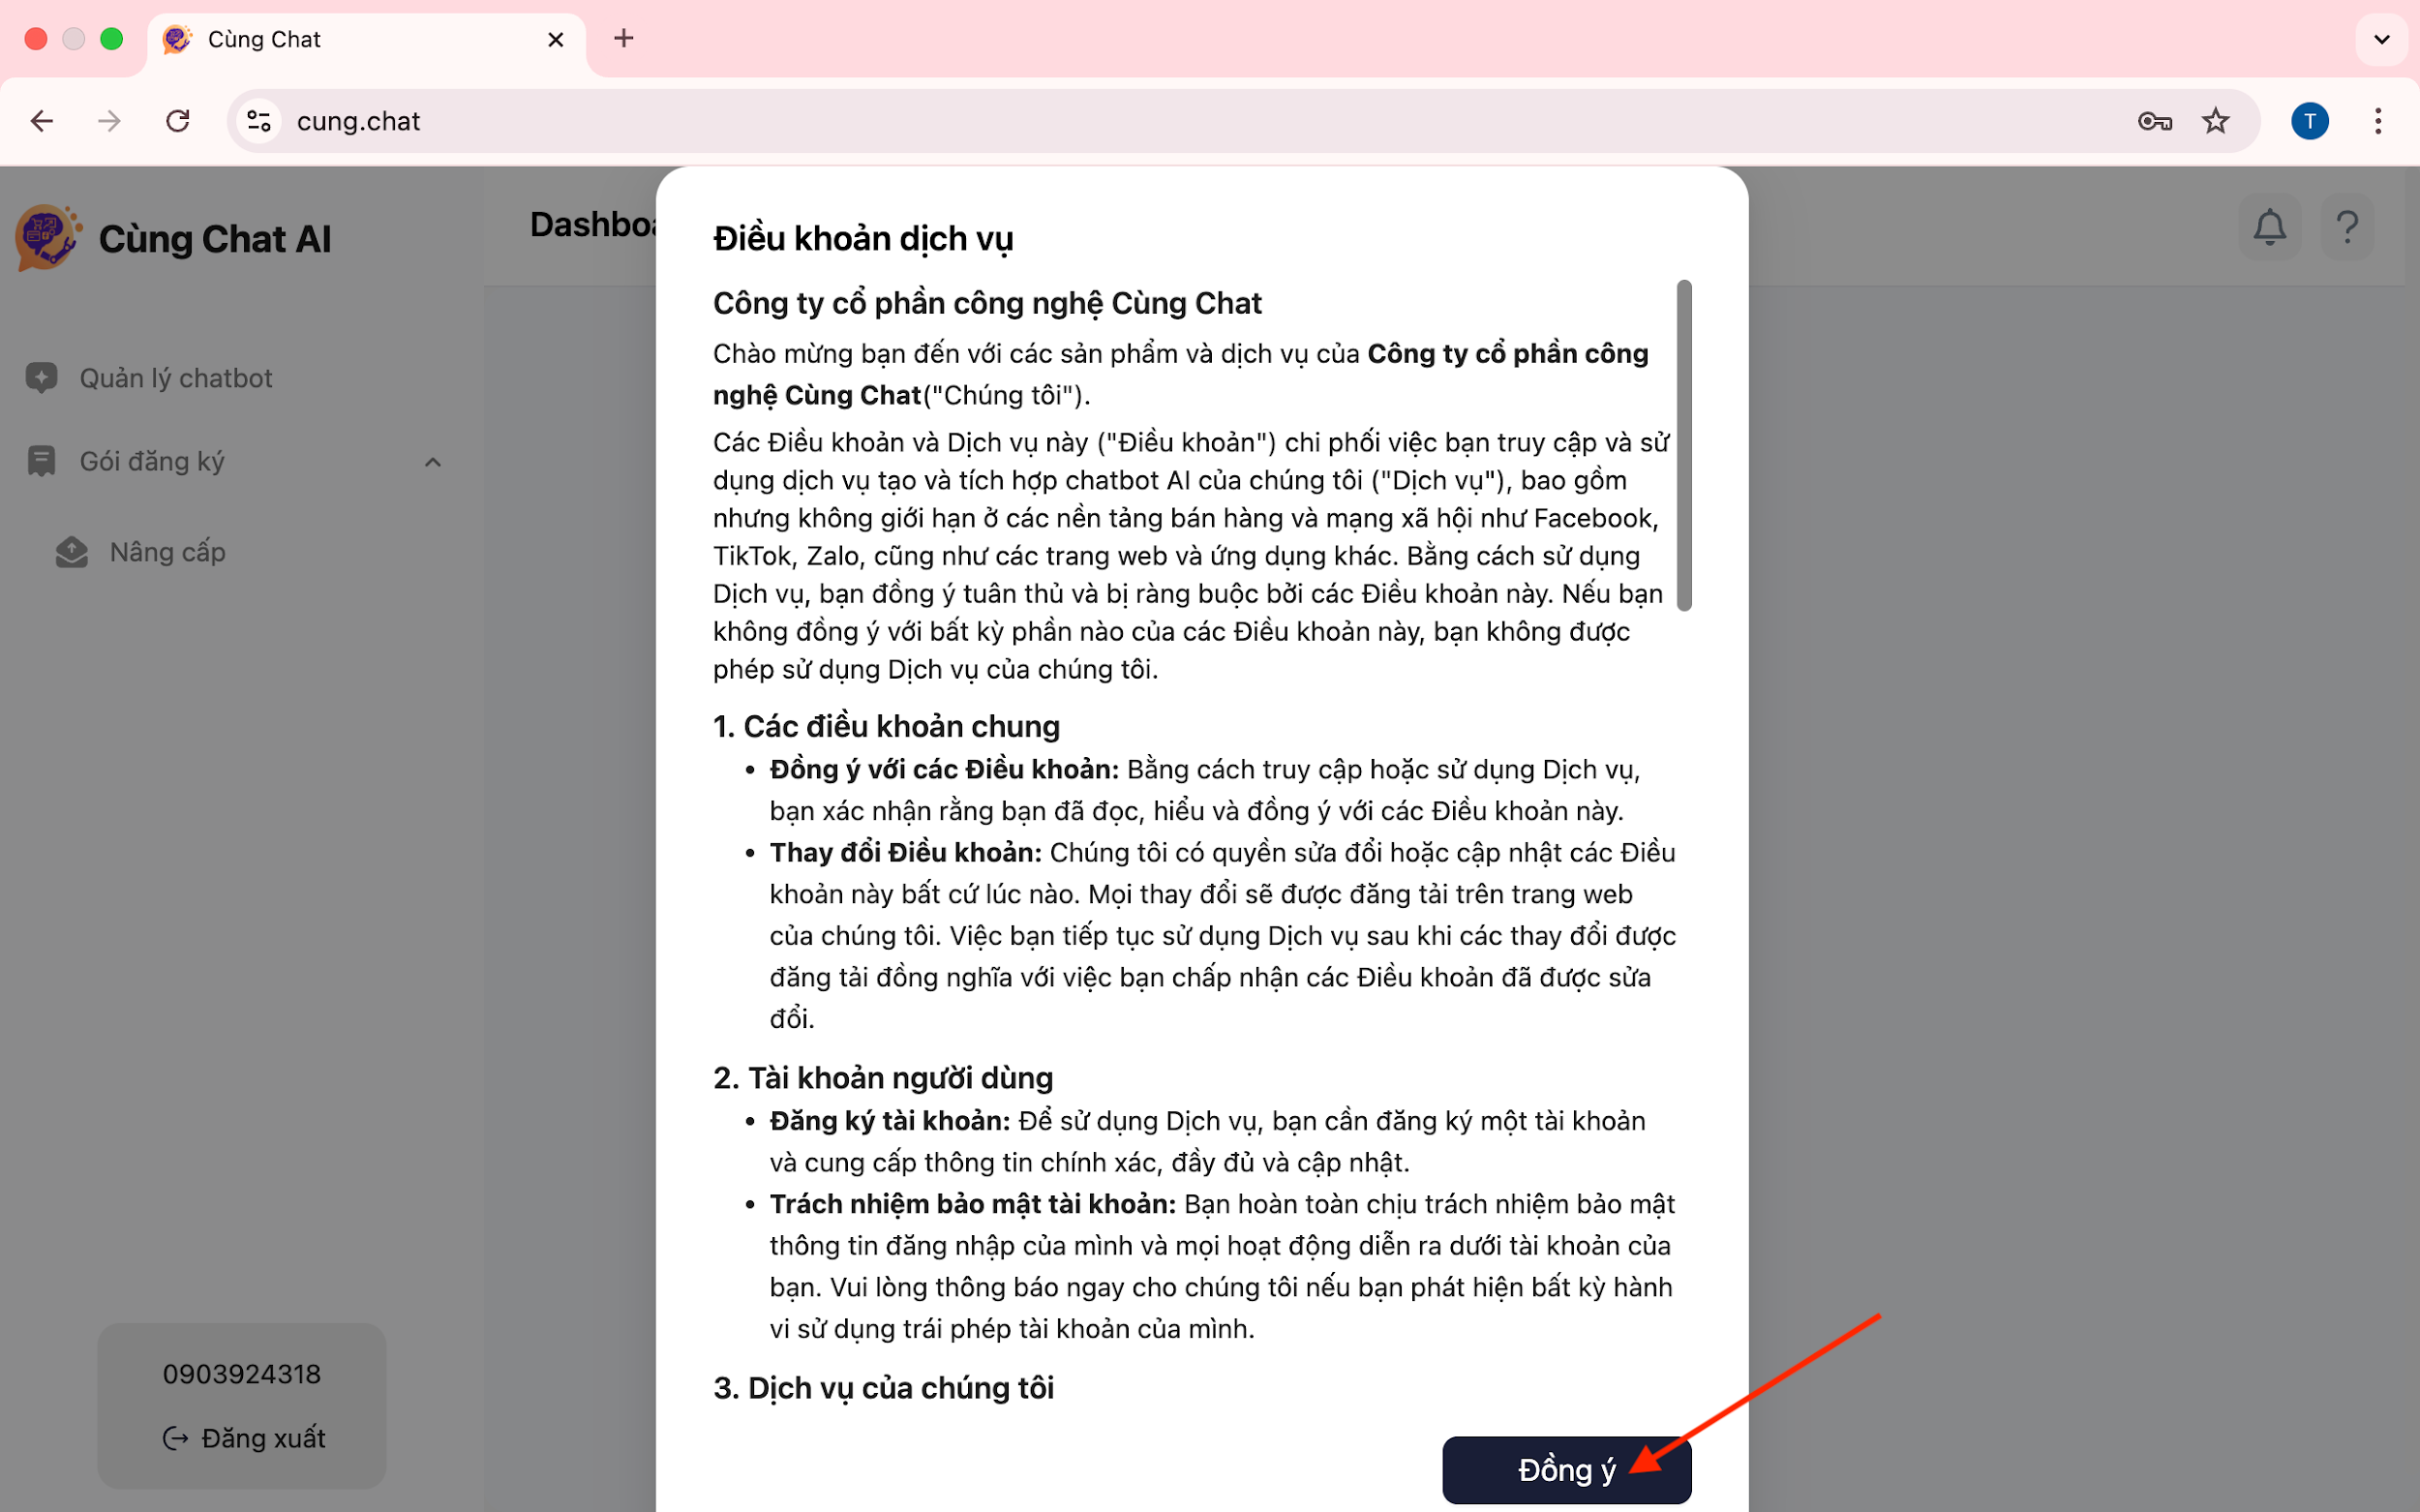 Cùng Chat
cung.chat
T
Cùng Chat AI
Quản lý chatbot
Gói đăng ký
Nâng cấp
0903924318
Đăng xuất
Điều khoản dịch vụ
Công ty cổ phần công nghệ Cùng Chat
Chào mừng bạn đến với các sản phẩm và dịch vụ của Công ty cổ phần công
nghệ Cùng Chat("Chúng tôi").
Các Điều khoản và Dịch vụ này ("Điều khoản") chi phối việc bạn truy cập và sử
dụng dịch vụ tạo và tích hợp chatbot AI của chúng tôi ("Dịch vụ"), bao gồm
nhưng không giới hạn ở các nền tảng bán hàng và mạng xã hội như Facebook,
TikTok, Zalo, cũng như các trang web và ứng dụng khác. Bằng cách sử dụng
Dịch vụ, bạn đồng ý tuân thủ và bị ràng buộc bởi các Điều khoản này. Nếu bạn
không đồng ý với bất kỳ phần nào của các Điều khoản này, bạn không được
phép sử dụng Dịch vụ của chúng tôi.
1. Các điều khoản chung
• Đồng ý với các Điều khoản: Bằng cách truy cập hoặc sử dụng Dịch vụ,
bạn xác nhận rằng bạn đã đọc, hiểu và đồng ý với các Điều khoản này.
• Thay đổi Điều khoản: Chúng tôi có quyền sửa đổi hoặc cập nhật các Điều
khoản này bất cứ lúc nào. Mọi thay đổi sẽ được đăng tải trên trang web
của chúng tôi. Việc bạn tiếp tục sử dụng Dịch vụ sau khi các thay đổi được
đăng tải đồng nghĩa với việc bạn chấp nhận các Điều khoản đã được sửa
đổi.
2. Tài khoản người dùng
• Đăng ký tài khoản: Để sử dụng Dịch vụ, bạn cần đăng ký một tài khoản
và cung cấp thông tin chính xác, đầy đủ và cập nhật.
• Trách nhiệm bảo mật tài khoản: Bạn hoàn toàn chịu trách nhiệm bảo mật
thông tin đăng nhập của mình và mọi hoạt động diễn ra dưới tài khoản của
bạn. Vui lòng thông báo ngay cho chúng tôi nếu bạn phát hiện bất kỳ hành
vi sử dụng trái phép tài khoản của mình.
3. Dịch vụ của chúng tôi
Đồng ý